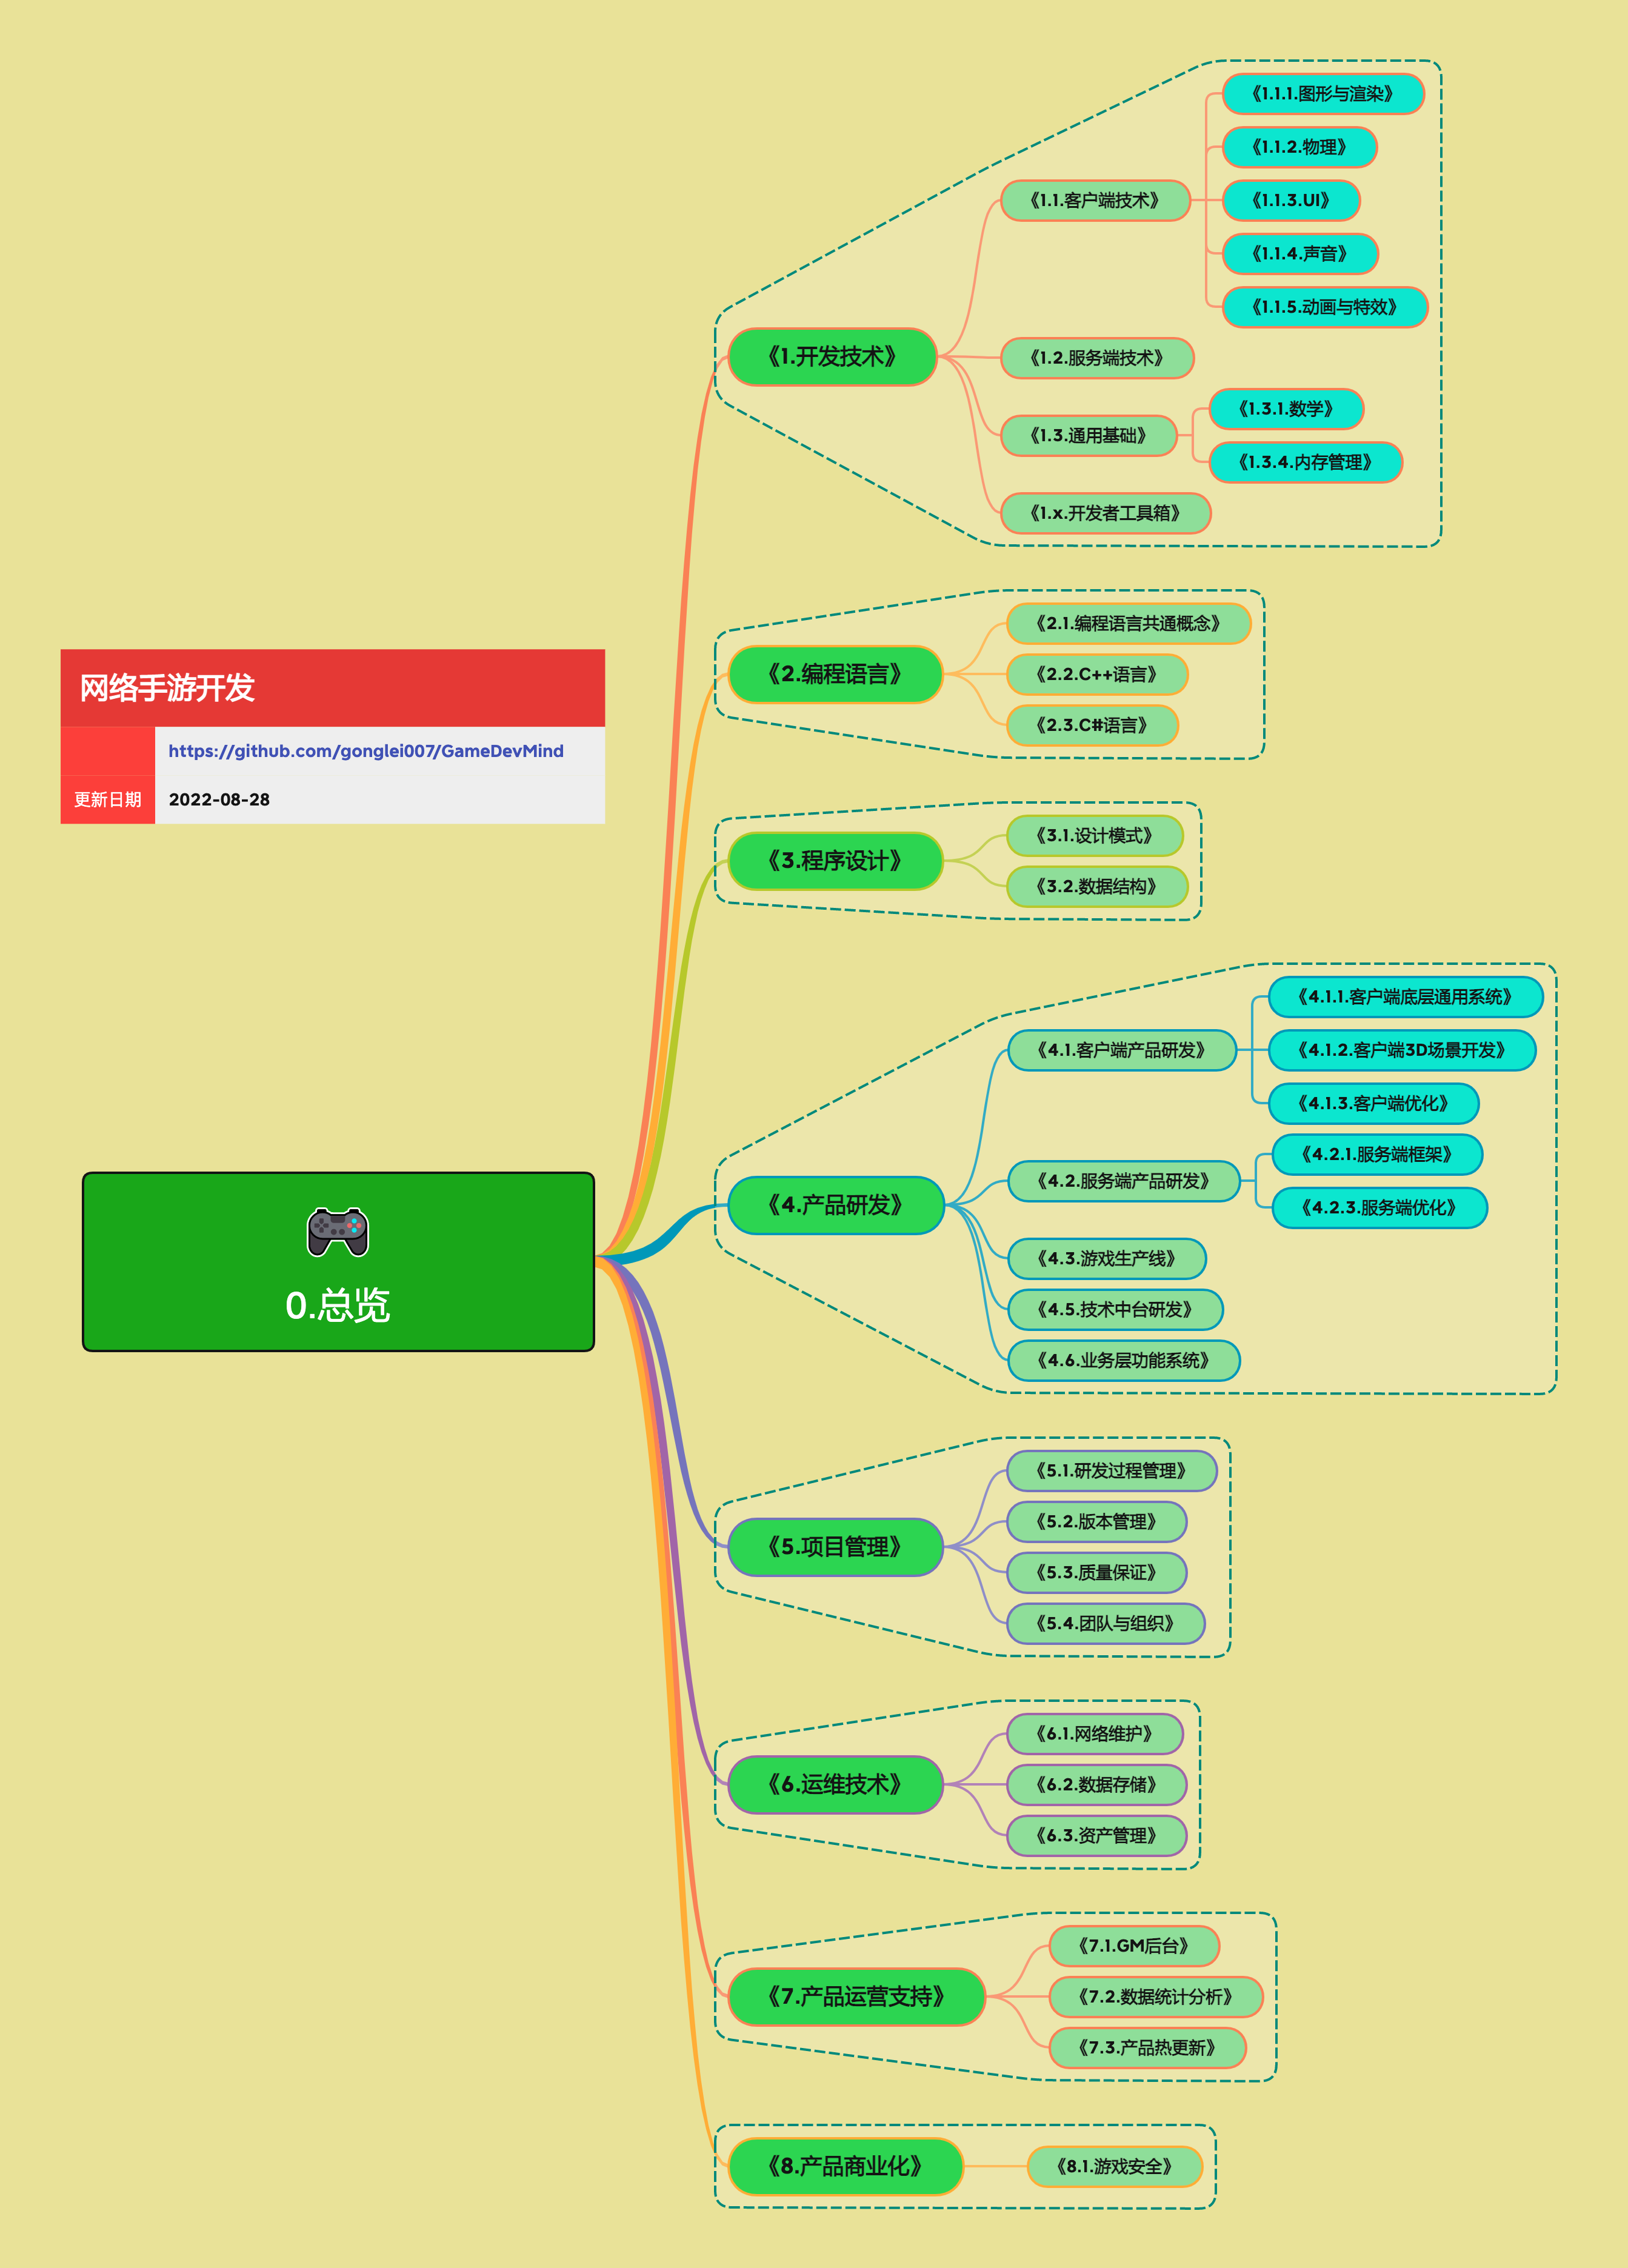 网络手游开发
https://github.com/gonglei007/GameDevMind
更新日期 2022-08-28
0.总览
《1.开发技术》
《1.1.客户端技术》
《1.1.1.图形与渲染》
《1.1.2.物理》
《1.1.3.UI》
《1.1.4.声音》
《1.1.5.动画与特效》
《1.2.服务端技术》
《1.3.通用基础》
《1.3.1.数学》
《1.3.4.内存管理》
《1.x.开发者工具箱》
《2.编程语言》
《2.1.编程语言共通概念》
《2.2.C++语言》
《2.3.C#语言》
《3.程序设计》
《3.1.设计模式》
《3.2.数据结构》
《4.产品研发》
《4.1.客户端产品研发》
《4.1.1.客户端底层通用系统》
《4.1.2.客户端3D场景开发》
《4.1.3.客户端优化》
《4.2.服务端产品研发》
《4.2.1.服务端框架》
《4.2.3.服务端优化》
《4.3.游戏生产线》
《4.5.技术中台研发》
《4.6.业务层功能系统》
《5.项目管理》
《5.1.研发过程管理》
《5.2.版本管理》
《5.3.质量保证》
《5.4.团队与组织》
《6.运维技术》
《6.1.网络维护》
《6.2.数据存储》
《6.3.资产管理》
《7.产品运营支持》
《7.1.GM后台》
《7.2.数据统计分析》
《7.3.产品热更新》
《8.产品商业化》
《8.1.游戏安全》